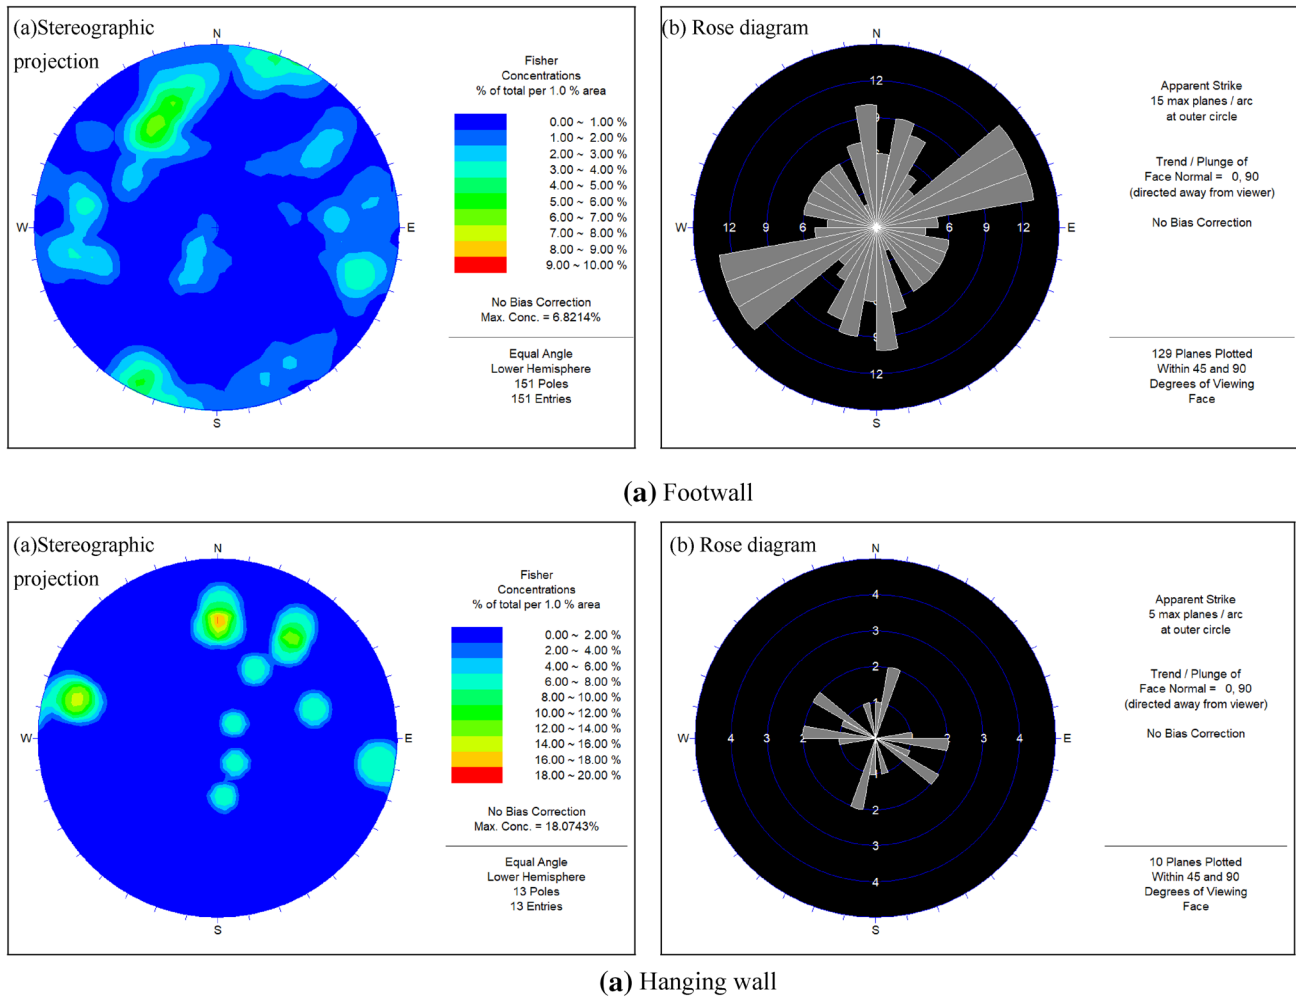 (a)Stereographic
projection
N
W
E
S
Fisher
Concentrations
% of total per 1.0 % area
0.00 ~ 1.00 %
1.00 ~ 2.00 %
2.00 ~ 3.00 %
3.00 ~ 4.00 %
4.00 ~ 5.00 %
5.00 ~ 6.00 %
6.00 ~ 7.00 %
7.00 ~ 8.00 %
8.00 ~ 9.00 %
9.00 ~ 10.00 %
No Bias Correction
Max. Conc. = 6.8214%
Equal Angle
Lower Hemisphere
151 Poles
151 Entries
(b) Rose diagram
N
12
9
W
12
9
6
6
9
12
E
9
12
S
Apparent Strike
15 max planes / arc
at outer circle
Trend / Plunge of
Face Normal = 0, 90
(directed away from viewer)
No Bias Correction
129 Planes Plotted
Within 45 and 90
Degrees of Viewing
Face
(a) Footwall
(a)Stereographic
projection
N
W
E
S
Fisher
Concentrations
% of total per 1.0 % area
0.00 ~ 2.00 %
2.00 ~ 4.00 %
4.00 ~ 6.00 %
6.00 ~ 8.00 %
8.00 ~ 10.00 %
10.00 ~ 12.00 %
12.00 ~ 14.00 %
14.00 ~ 16.00 %
16.00 ~ 18.00 %
18.00 ~ 20.00 %
No Bias Correction
Max. Conc. = 18.0743%
Equal Angle
Lower Hemisphere
13 Poles
13 Entries
(b) Rose diagram
N
4
3
2
1
W
4
3
2
1
2
3
4
E
1
2
3
4
S
Apparent Strike
5 max planes / arc
at outer circle
Trend / Plunge of
Face Normal = 0, 90
(directed away from viewer)
No Bias Correction
10 Planes Plotted
Within 45 and 90
Degrees of Viewing
Face
(a) Hanging wall